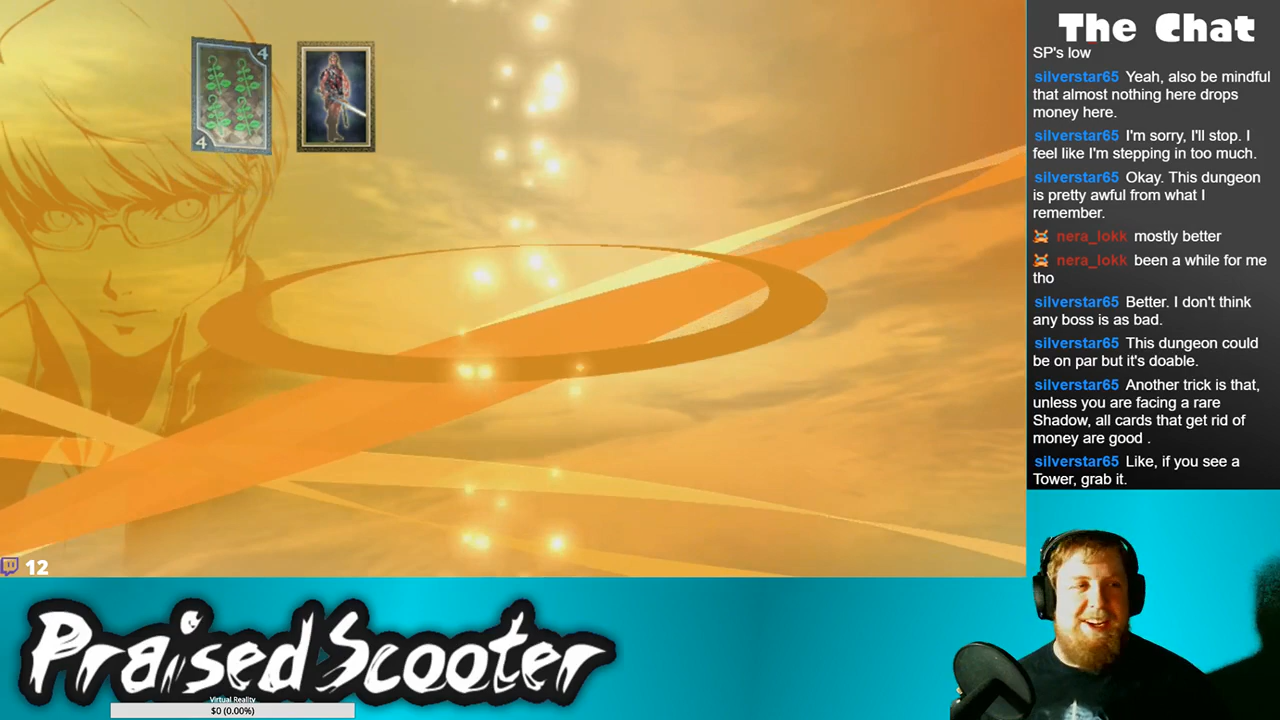 4
4
The Chat
SP's low
silverstar65 Yeah, also be mindful
that almost nothing here drops
money here.
silverstar65 I'm sorry, I'll stop. I
feel like I'm stepping in too much.
silverstar65 Okay. This dungeon
is pretty awful from what I
remember.
nera_lokk mostly better
nera_lokk been a while for me
tho
silverstar65 Better. I don't think
any boss is as bad.
silverstar65 This dungeon could
be on par but it's doable.
silverstar65 Another trick is that,
unless you are facing a rare
Shadow, all cards that get rid of
money are good .
silverstar65 Like, if you see a
Tower, grab it.
12
PraisedScooter
Virtual Reality
$0 (0.00%)